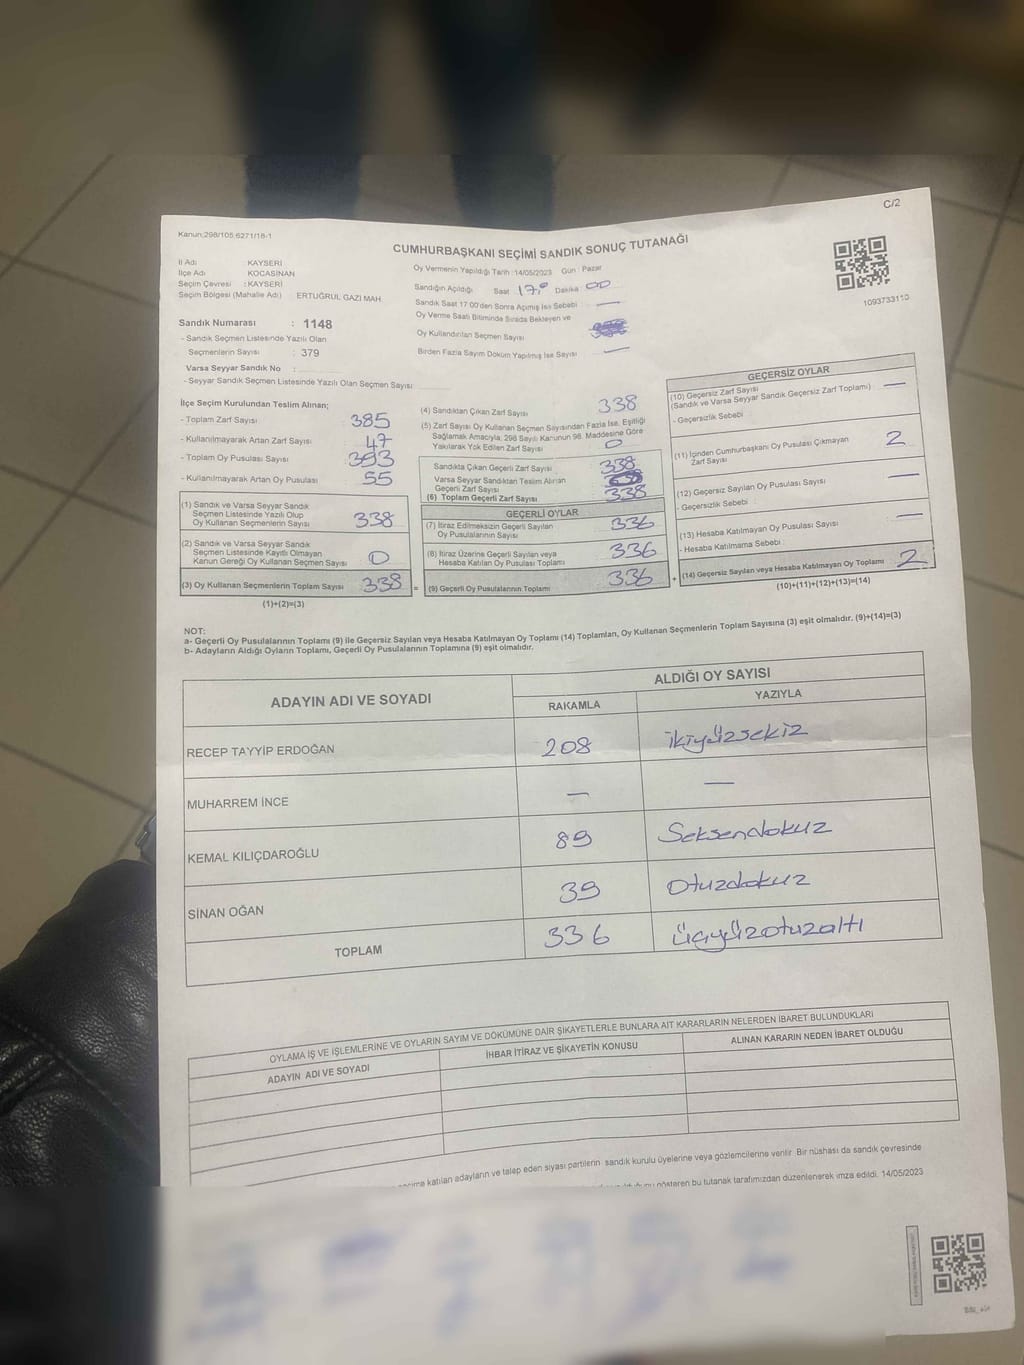 C/2
Kanun:298/105.6271/18-1
CUMHURBAŞKANI SEÇİMİ SANDIK SONUÇ TUTANAĞI
1093733110
İl Adı KAYSERİ
İlçe Adı KOCASİNAN
Seçim Çevresi : KAYSERİ
Seçim Bölgesi (Mahalle Adı) ERTUĞRUL GAZİ MAH.
Sandık Numarası : 1148
- Sandık Seçmen Listesinde Yazılı Olan
Seçmenlerin Sayısı : 379
Varsa Seyyar Sandık No :
- Seyyar Sandık Seçmen Listesinde Yazılı Olan Seçmen Sayısı
Oy Vermenin Yapıldığı Tarih :14/05/2023 Gün : Pazar
Sandığın Açıldığı Saat 17.0 Dakika 00
Sandık Saat 17:00'den Sonra Açımış İse Sebebi —
Oy Verme Saati Bitiminde Sırada Bekleyen ve
Oy Kullandırılan Seçmen Sayısı
Birden Fazla Sayım Döküm Yapılmış İse Sayısı —
İlçe Seçim Kurulundan Teslim Alınan;
- Toplam Zarf Sayısı 385
- Kullanılmayarak Artan Zarf Sayısı 47
- Toplam Oy Pusulası Sayısı 393
- Kullanılmayarak Artan Oy Pusulası 55
(1) Sandık ve Varsa Seyyar Sandık
Seçmen Listesinde Yazılı Olup
Oy Kullanan Seçmenlerin Sayısı 338
(2) Sandık ve Varsa Seyyar Sandık
Seçmen Listesinde Kayıtlı Olmayan
Kanun Gereği Oy Kullanan Seçmen Sayısı 0
(3) Oy Kullanan Seçmenlerin Toplam Sayısı 338 =
(1)+(2)=(3)
(4) Sandıktan Çıkan Zarf Sayısı 338
(5) Zarf Sayısı Oy Kullanan Seçmen Sayısından Fazla İse, Eşitliği
Sağlamak Amacıyla, 298 Sayılı Kanunun 98. Maddesine Göre
Yakılarak Yok Edilen Zarf Sayısı 0
Sandıkta Çıkan Geçerli Zarf Sayısı 338
Varsa Seyyar Sandıktan Teslim Alınan
Geçerli Zarf Sayısı
(6) Toplam Geçerli Zarf Sayısı 338
GEÇERLİ OYLAR
(7) İtiraz Edilmeksizin Geçerli Sayılan
Oy Pusulalarının Sayısı 336
(8) İtiraz Üzerine Geçerli Sayılan veya
Hesaba Katılan Oy Pusulası Toplamı 336
(9) Geçerli Oy Pusulalarının Toplamı 336 +
GEÇERSİZ OYLAR
(10) Geçersiz Zarf Sayısı
(Sandık ve Varsa Seyyar Sandık Geçersiz Zarf Toplamı) —
- Geçersizlik Sebebi :
(11) İçinden Cumhurbaşkanı Oy Pusulası Çıkmayan
Zarf Sayısı 2
(12) Geçersiz Sayılan Oy Pusulası Sayısı —
- Geçersizlik Sebebi :
(13) Hesaba Katılmayan Oy Pusulası Sayısı —
- Hesaba Katılmama Sebebi :
(14) Geçersiz Sayılan veya Hesaba Katılmayan Oy Toplamı 2
(10)+(11)+(12)+(13)=(14)
NOT:
a- Geçerli Oy Pusulalarının Toplamı (9) ile Geçersiz Sayılan veya Hesaba Katılmayan Oy Toplamı (14) Toplamları, Oy Kullanan Seçmenlerin Toplam Sayısına (3) eşit olmalıdır. (9)+(14)=(3)
b- Adayların Aldığı Oyların Toplamı, Geçerli Oy Pusulalarının Toplamına (9) eşit olmalıdır.
ADAYIN ADI VE SOYADI
ALDIĞI OY SAYISI
RAKAMLA YAZIYLA
RECEP TAYYİP ERDOĞAN 208 ikiyüzsekiz
MUHARREM İNCE — —
KEMAL KILIÇDAROĞLU 89 Seksendokuz
SİNAN OĞAN 39 Otuzdokuz
TOPLAM 336 üçyüzotuzaltı
OYLAMA İŞ VE İŞLEMLERİNE VE OYLARIN SAYIM VE DÖKÜMÜNE DAİR ŞİKAYETLERLE BUNLARA AİT KARARLARIN NELERDEN İBARET BULUNDUKLARI
ADAYIN ADI VE SOYADI İHBAR İTİRAZ VE ŞİKAYETİN KONUSU ALINAN KARARIN NEDEN İBARET OLDUĞU
katılan adayların ve talep eden siyasi partilerin sandık kurulu üyelerine veya gözlemcilerine verilir. Bir nüshası da sandık çevresinde
gösteren bu tutanak tarafımızdan düzenlenerek imza edildi. 14/05/2023